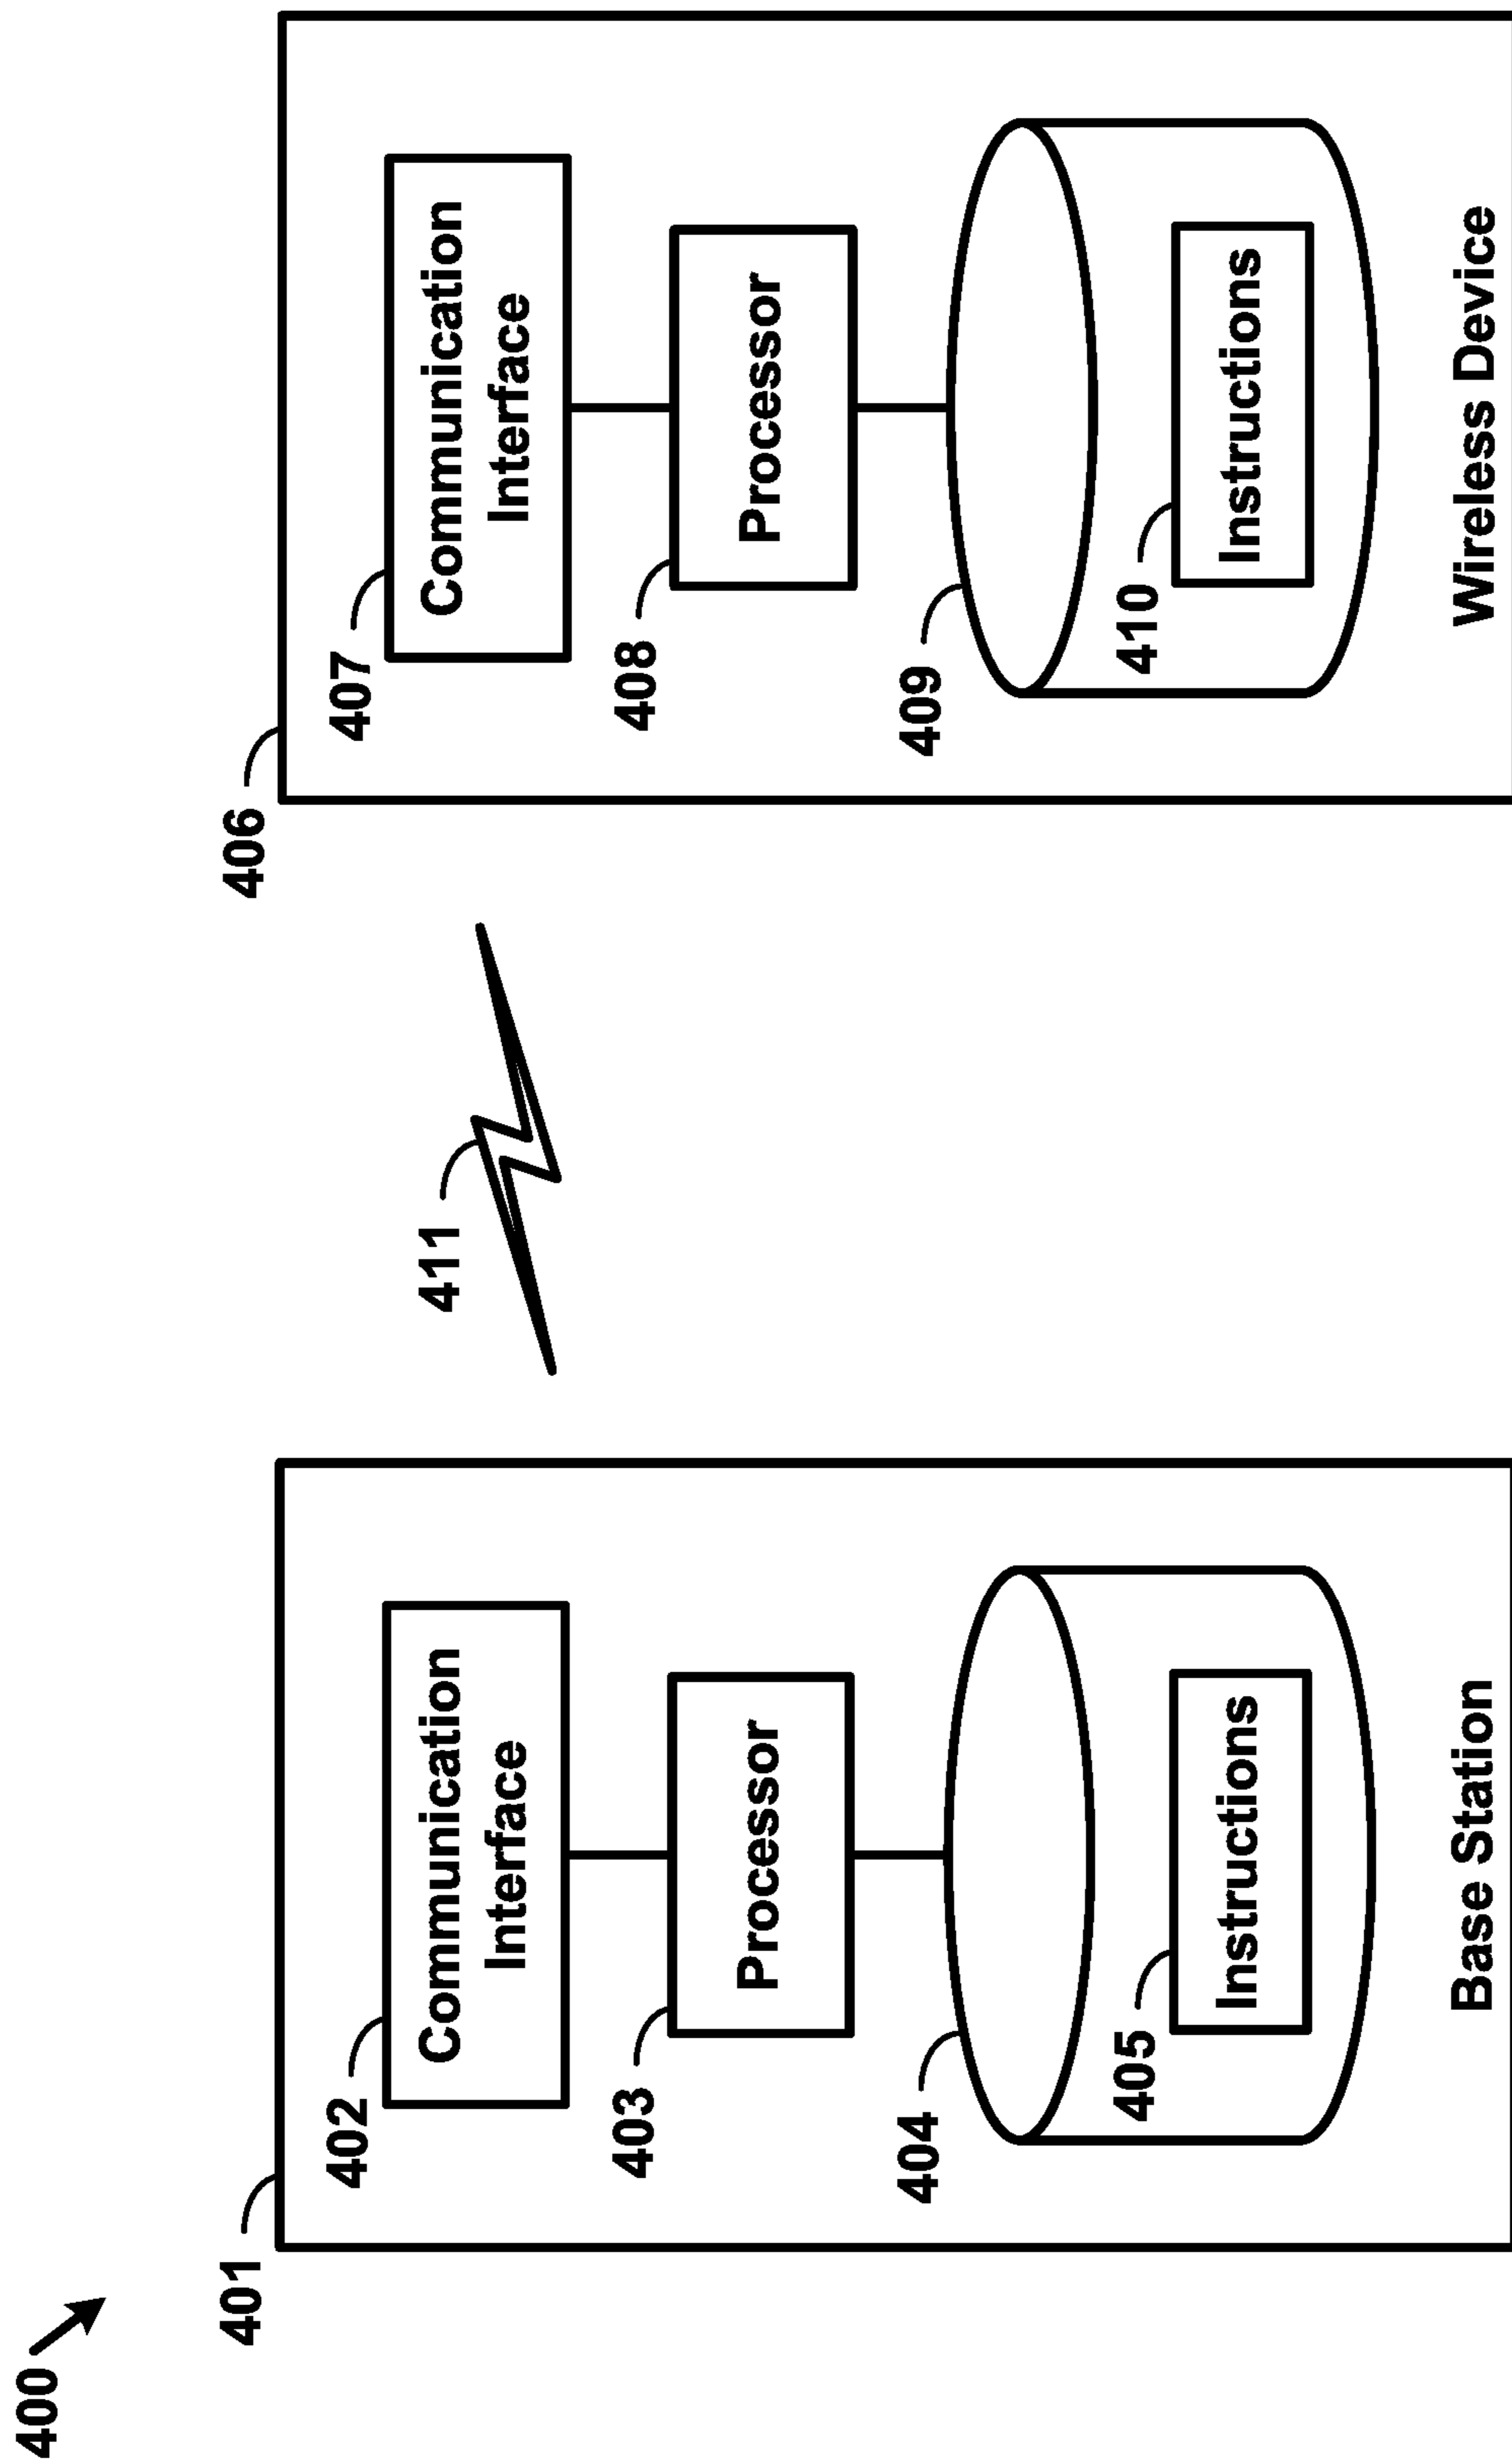 400
401
402
Communication
Interface
403
Processor
404
405
Instructions
Base Station
411
406
407
Communication
Interface
408
Processor
409
410
Instructions
Wireless Device